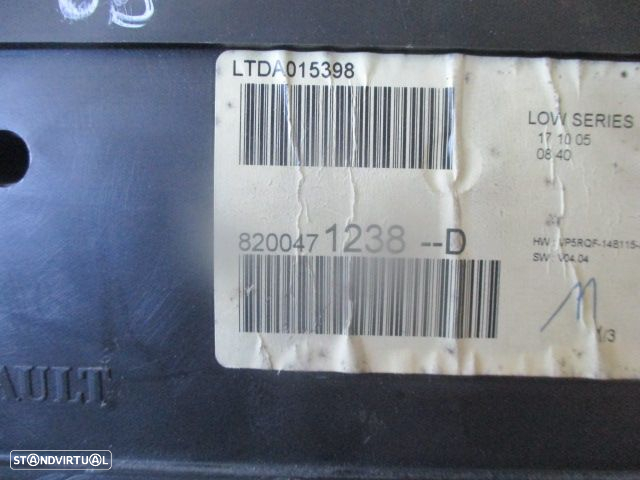 LTDA015398
LOW SERIES
17 10 05
08:40
8200471238 --D
HW : VP5RQF-14B115-
SW : V04.04
1/3
AULT
STANDVIRTUAL